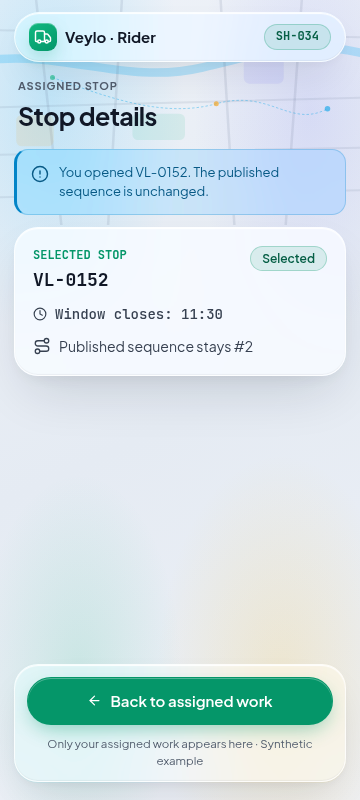 Veylo · Rider
SH-034
ASSIGNED STOP
Stop details
You opened VL-0152. The published
sequence is unchanged.
SELECTED STOP
Selected
VL-0152
Window closes: 11:30
Published sequence stays #2
Back to assigned work
Only your assigned work appears here · Synthetic
example